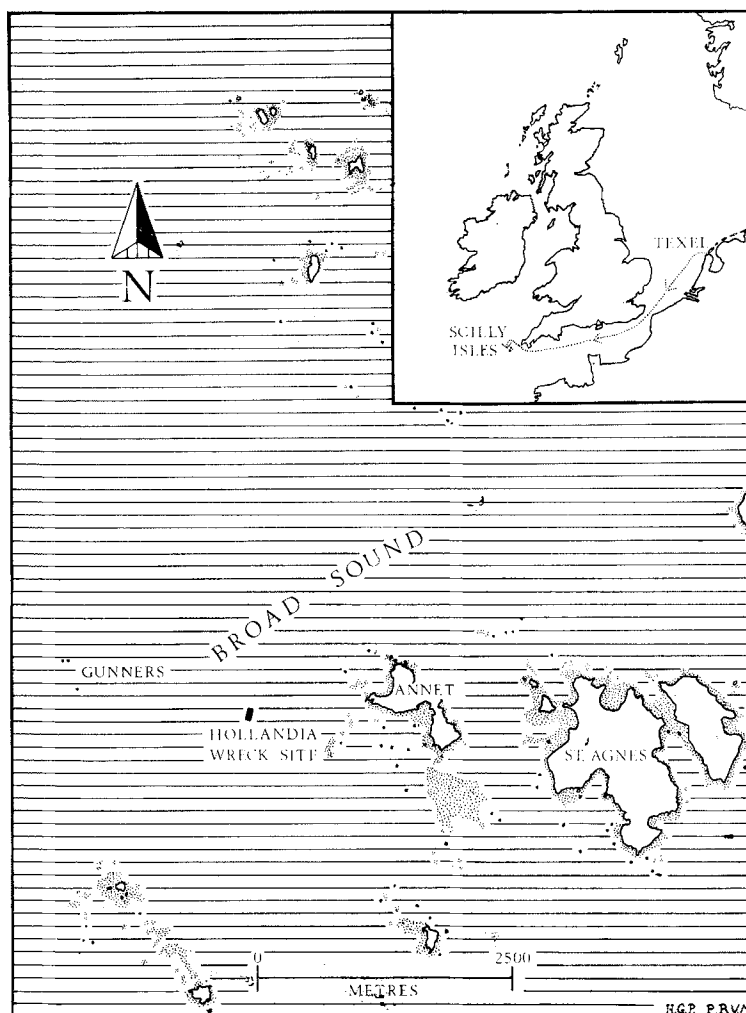 TEXEL
SCILLY
ISLES
N
BROAD SOUND
GUNNERS
ANNET
HOLLANDIA
WRECK SITE
ST. AGNES
0 2500
METRES
H.G.P.